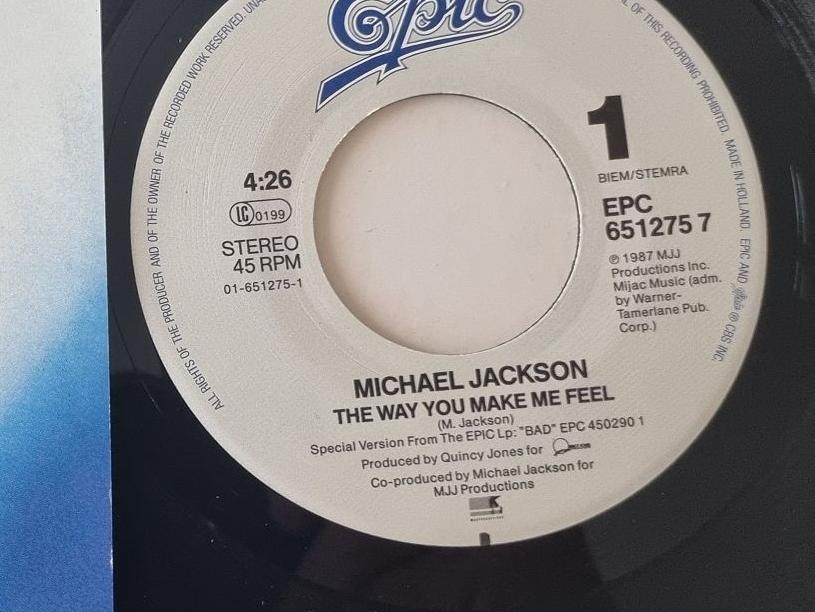 Epic
ALL RIGHTS OF THE PRODUCER AND OF THE OWNER OF THE RECORDED WORK RESERVED.
OF THIS RECORDING PROHIBITED. MADE IN HOLLAND. EPIC AND Epic ® CBS INC.
4:26
LC 0199
STEREO
45 RPM
01-651275-1
1
BIEM/STEMRA
EPC
651275 7
℗ 1987 MJJ
Productions Inc.
Mijac Music (adm.
by Warner-
Tamerlane Pub.
Corp.)
MICHAEL JACKSON
THE WAY YOU MAKE ME FEEL
(M. Jackson)
Special Version From The EPIC Lp: "BAD" EPC 450290 1
Produced by Quincy Jones for
Co-produced by Michael Jackson for
MJJ Productions